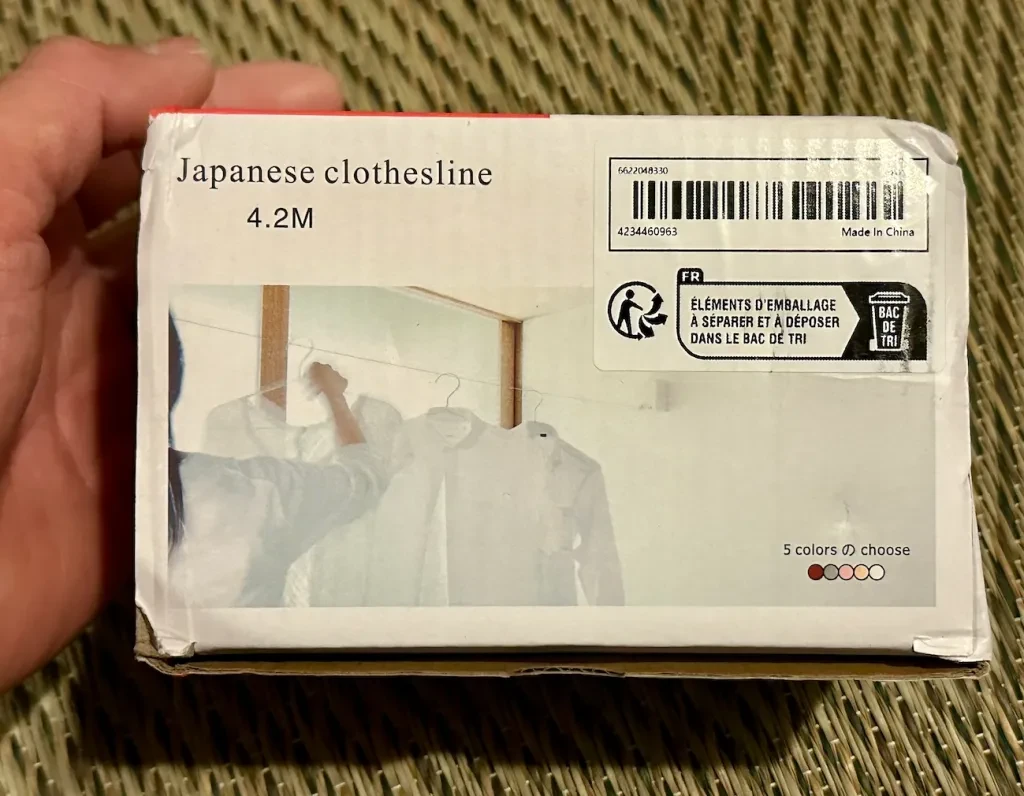 Japanese clothesline
4.2M
6622048330
4234460963
Made In China
FR
ÉLÉMENTS D'EMBALLAGE
À SÉPARER ET À DÉPOSER
DANS LE BAC DE TRI
BAC
DE
TRI
5 colors の choose